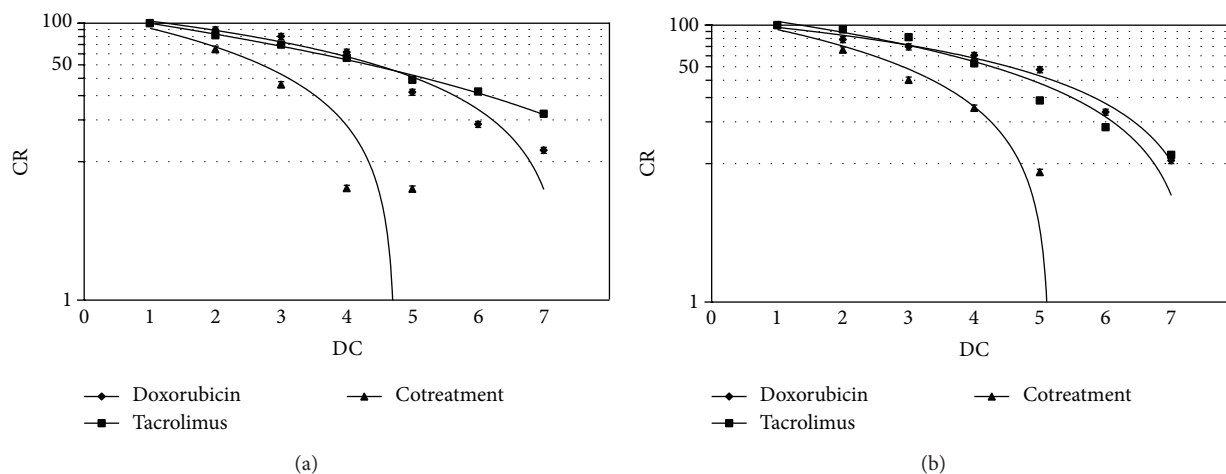 100
50
1
CR
0 1 2 3 4 5 6 7
DC
Doxorubicin
Tacrolimus
Cotreatment
(a)
100
50
1
CR
0 1 2 3 4 5 6 7
DC
Doxorubicin
Tacrolimus
Cotreatment
(b)